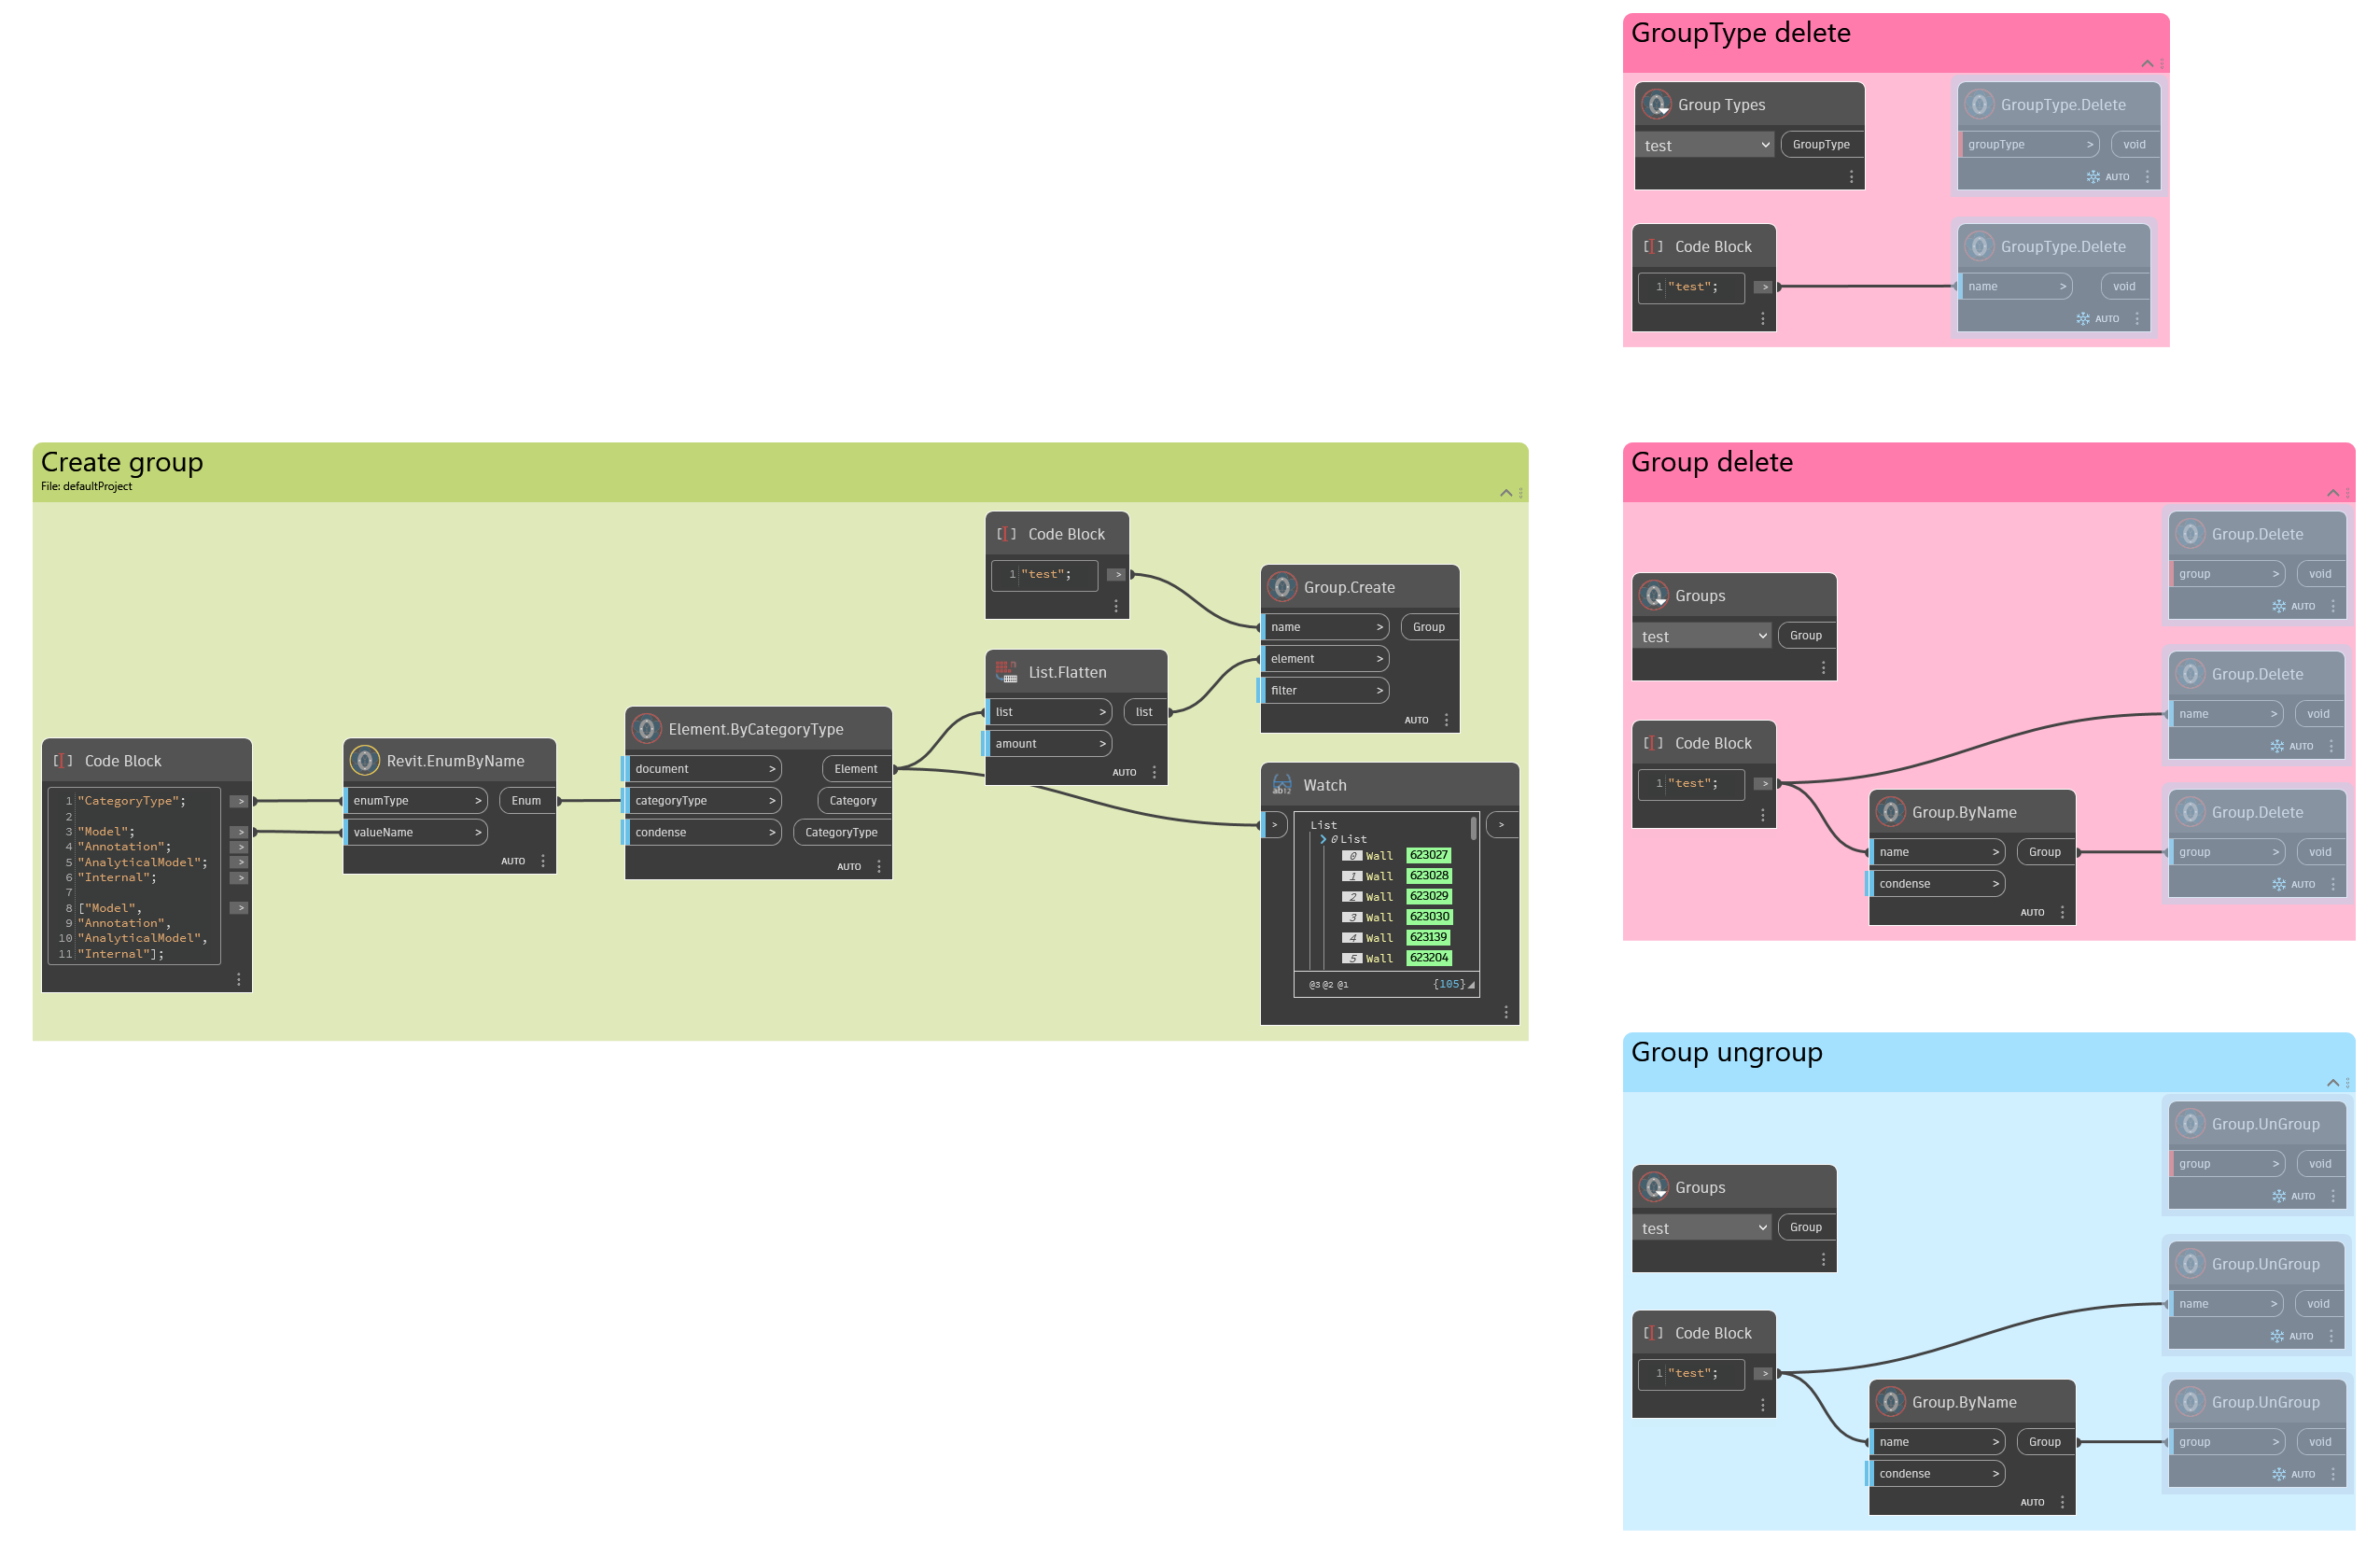 GroupType delete
Group Types
test
GroupType
GroupType.Delete
groupType >
void
AUTO
Code Block
1 "test";
>
GroupType.Delete
name >
void
AUTO
Create group
File: defaultProject
Code Block
1 "CategoryType"; >
2
3 "Model"; >
4 "Annotation"; >
5 "AnalyticalModel"; >
6 "Internal"; >
7
8 ["Model", >
9 "Annotation",
10 "AnalyticalModel",
11 "Internal"];
Revit.EnumByName
enumType > Enum
valueName >
AUTO
Element.ByCategoryType
document > Element
categoryType > Category
condense > CategoryType
AUTO
Code Block
1 "test"; >
List.Flatten
list > list
amount >
AUTO
Group.Create
name > Group
element >
filter >
AUTO
Watch
> >
List
0 List
0 Wall 623027
1 Wall 623028
2 Wall 623029
3 Wall 623030
4 Wall 623139
5 Wall 623204
@3 @2 @1 {105}
Group delete
Groups
test
Group
Code Block
1 "test"; >
Group.ByName
name > Group
condense >
AUTO
Group.Delete
group > void
AUTO
Group.Delete
name > void
AUTO
Group.Delete
group > void
AUTO
Group ungroup
Groups
test
Group
Code Block
1 "test"; >
Group.ByName
name > Group
condense >
AUTO
Group.UnGroup
group > void
AUTO
Group.UnGroup
name > void
AUTO
Group.UnGroup
group > void
AUTO